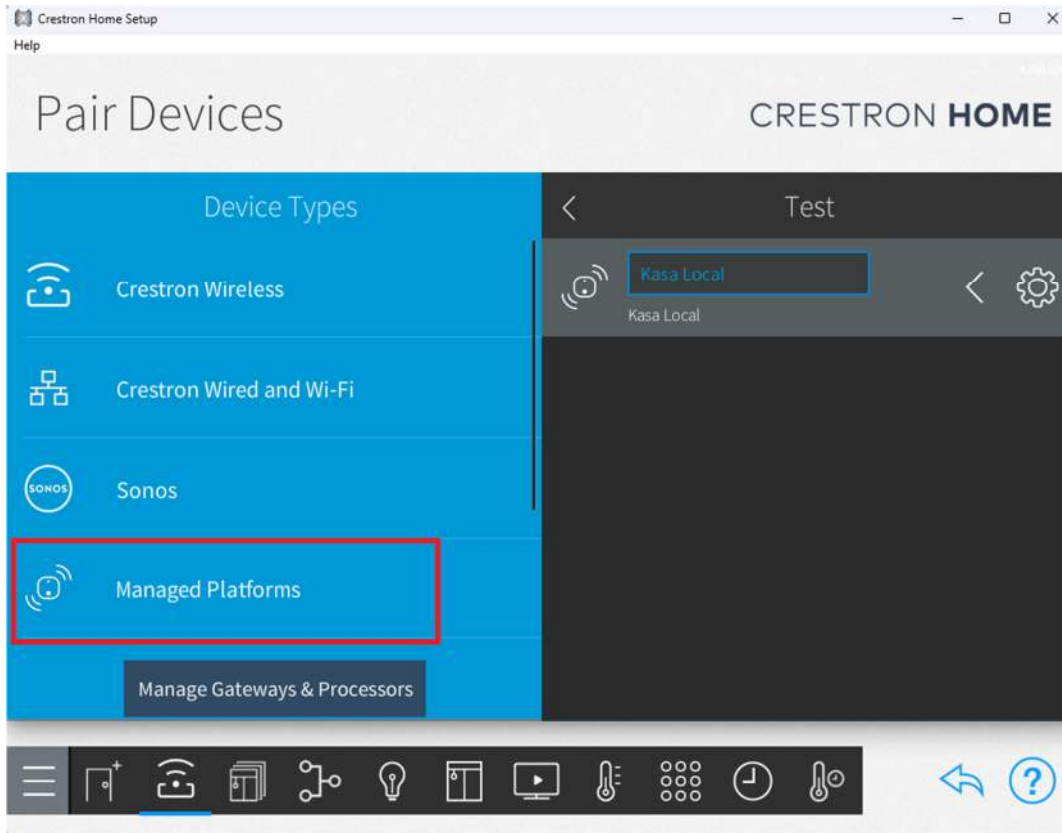 Crestron Home Setup
Help
Pair Devices
CRESTRON HOME
Device Types
Crestron Wireless
Crestron Wired and Wi-Fi
SONOS
Sonos
Managed Platforms
Manage Gateways & Processors
Test
Kasa Local
Kasa Local
?